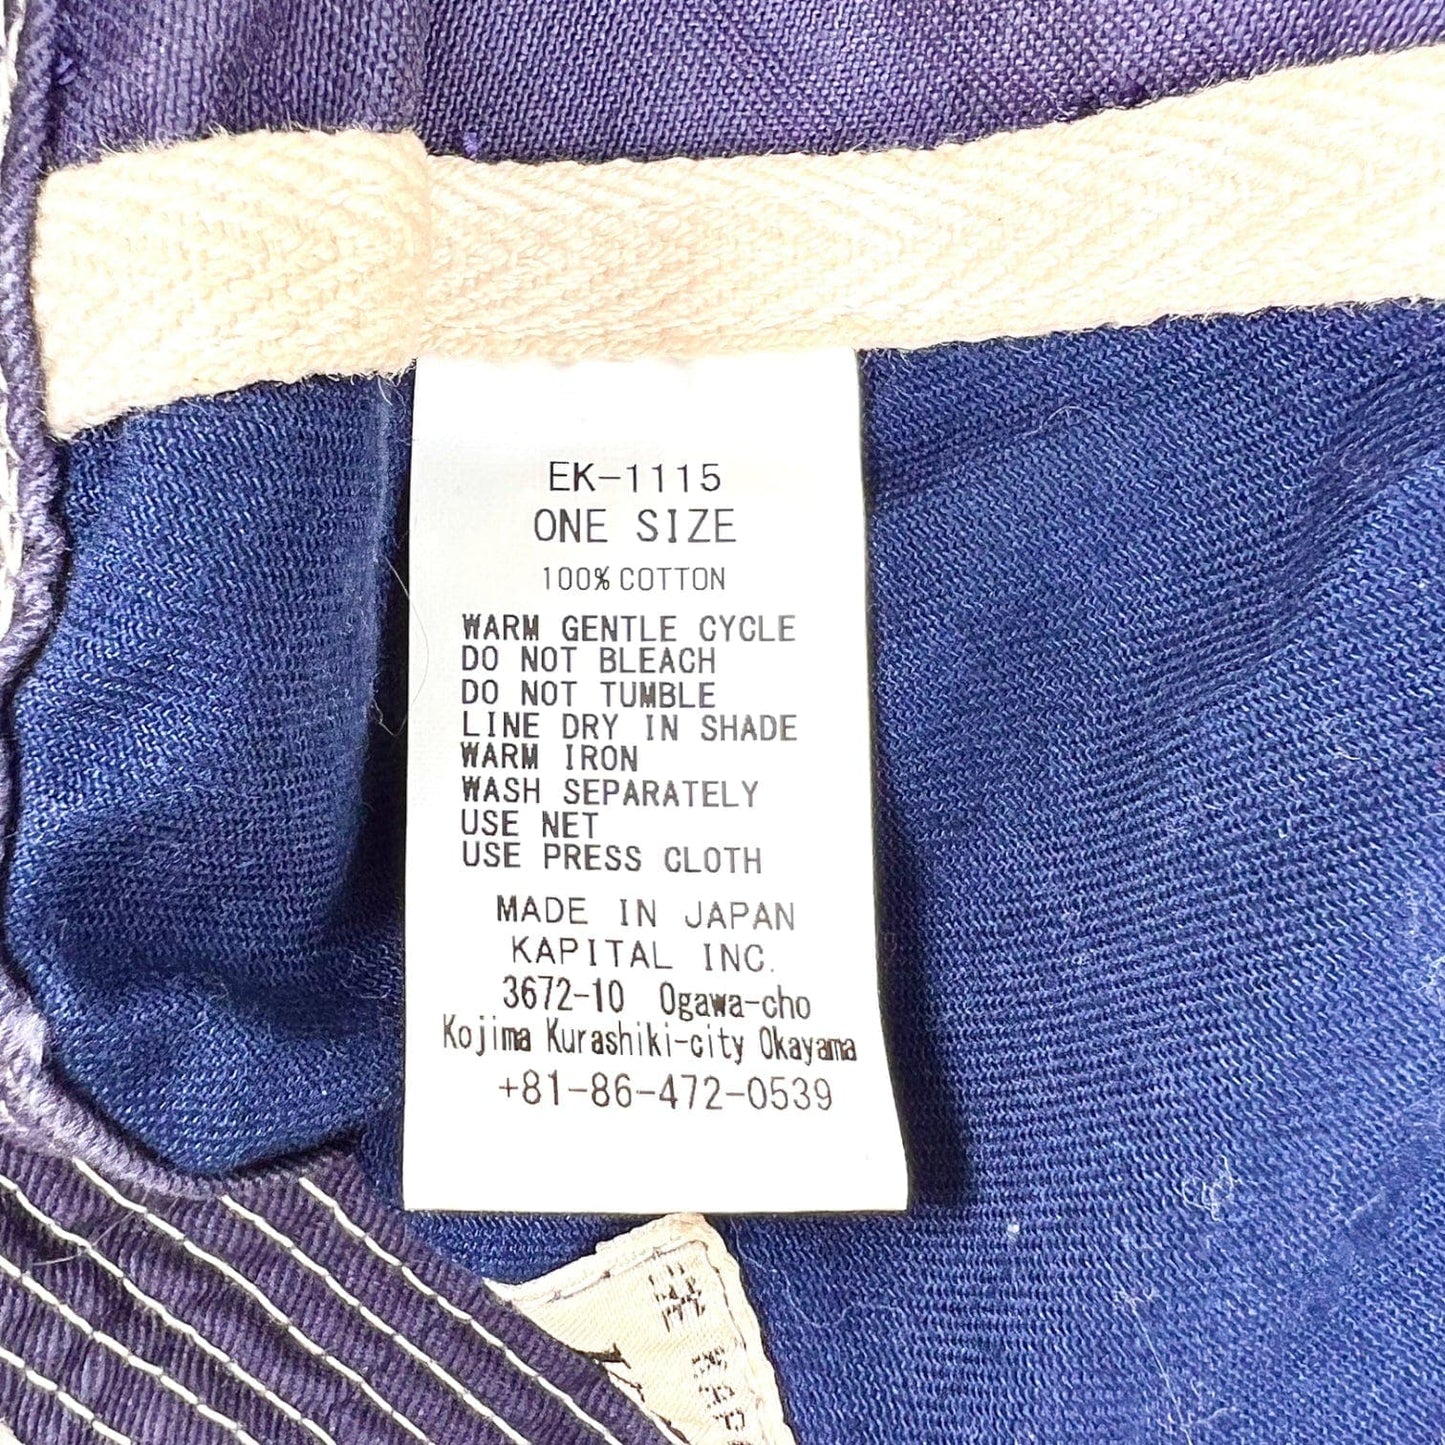 EK-1115
ONE SIZE
100% COTTON
WARM GENTLE CYCLE
DO NOT BLEACH
DO NOT TUMBLE
LINE DRY IN SHADE
WARM IRON
WASH SEPARATELY
USE NET
USE PRESS CLOTH
MADE IN JAPAN
KAPITAL INC.
3672-10 Ogawa-cho
Kojima Kurashiki-city Okayama
+81-86-472-0539